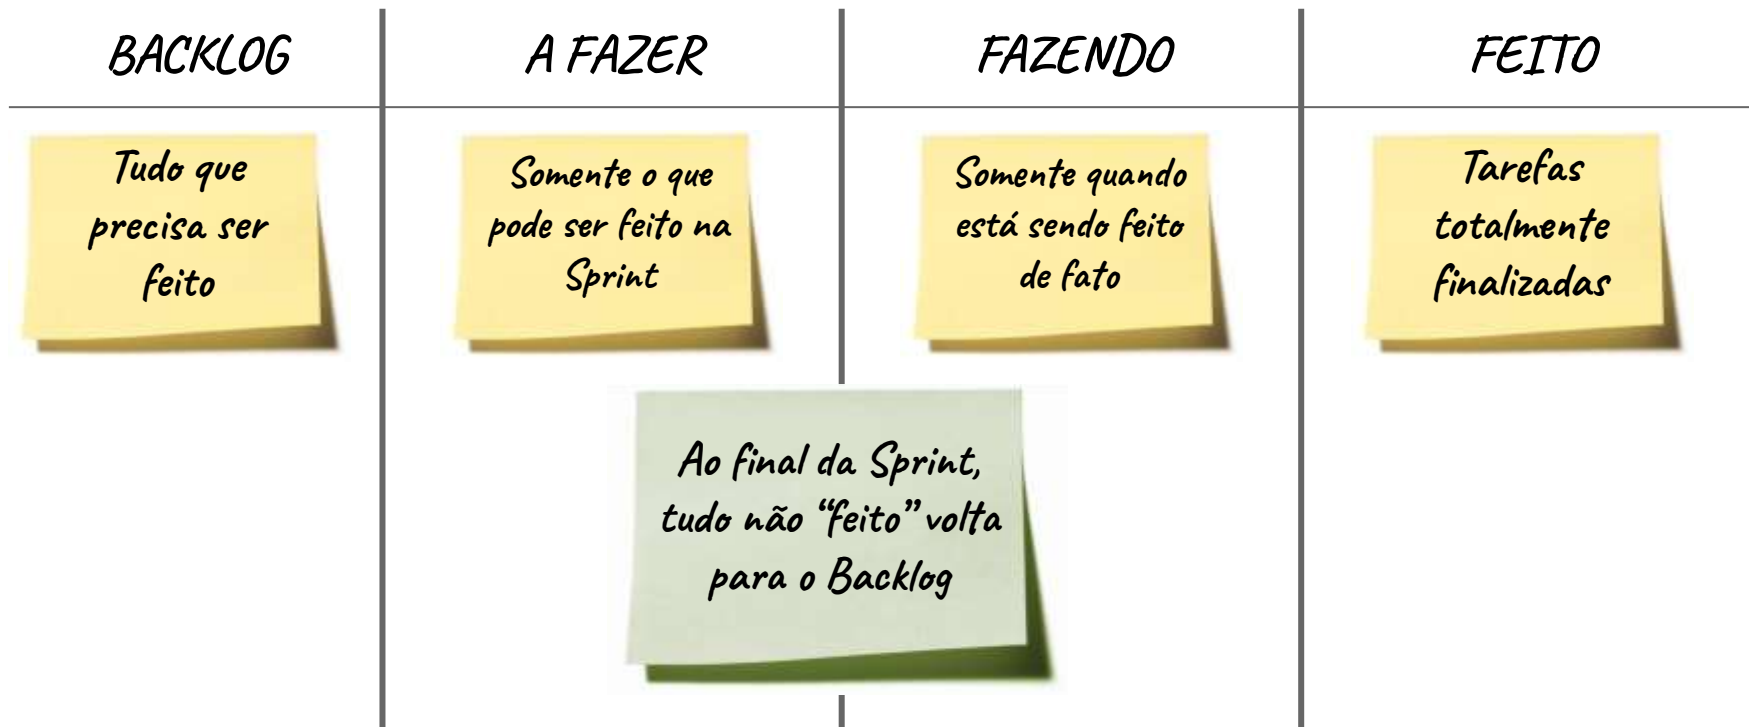 BACKLOG
A FAZER
FAZENDO
FEITO
Tudo que
precisa ser
feito
Somente o que
pode ser feito na
Sprint
Somente quando
está sendo feito
de fato
Tarefas
totalmente
finalizadas
Ao final da Sprint,
tudo não “feito” volta
para o Backlog